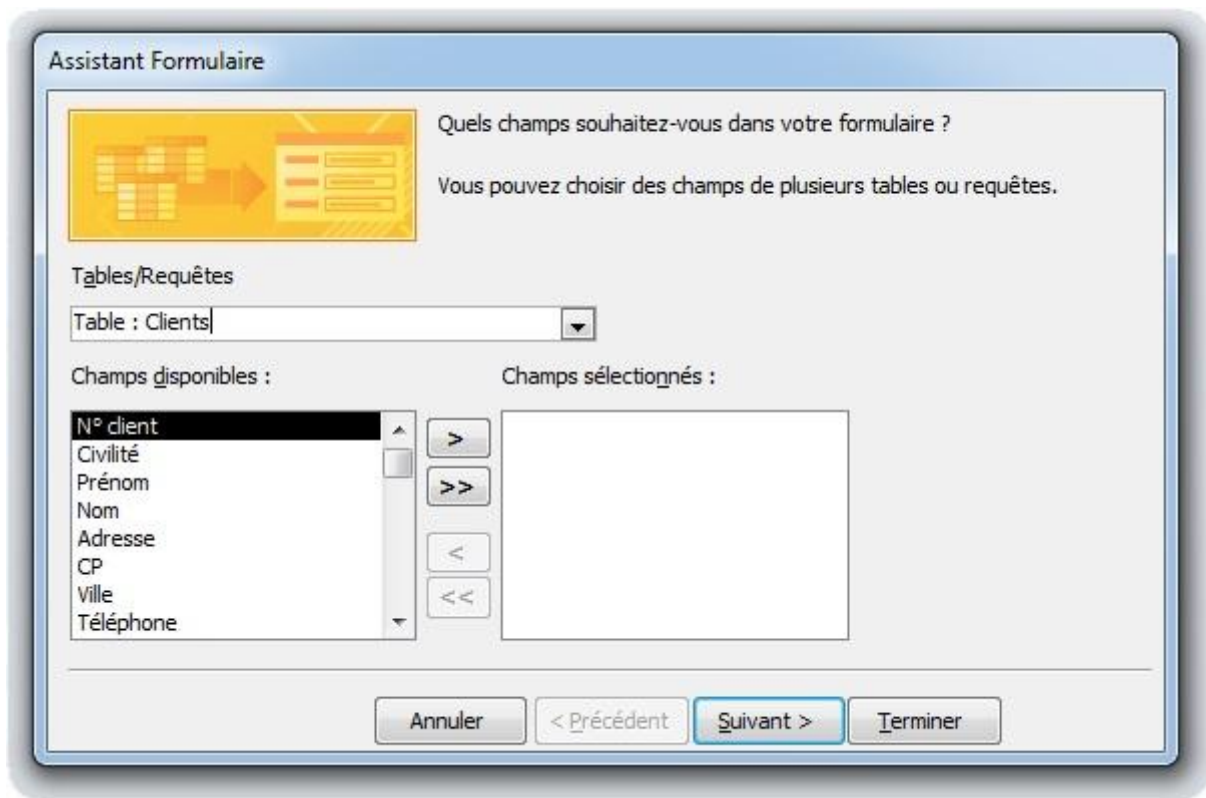 Assistant Formulaire
Quels champs souhaitez-vous dans votre formulaire ?
Vous pouvez choisir des champs de plusieurs tables ou requêtes.
Tables/Requêtes
Table : Clients
Champs disponibles :
Champs sélectionnés :
N° client
Civilité
Prénom
Nom
Adresse
CP
Ville
Téléphone
>
>>
<
<<
Annuler
< Précédent
Suivant >
Terminer